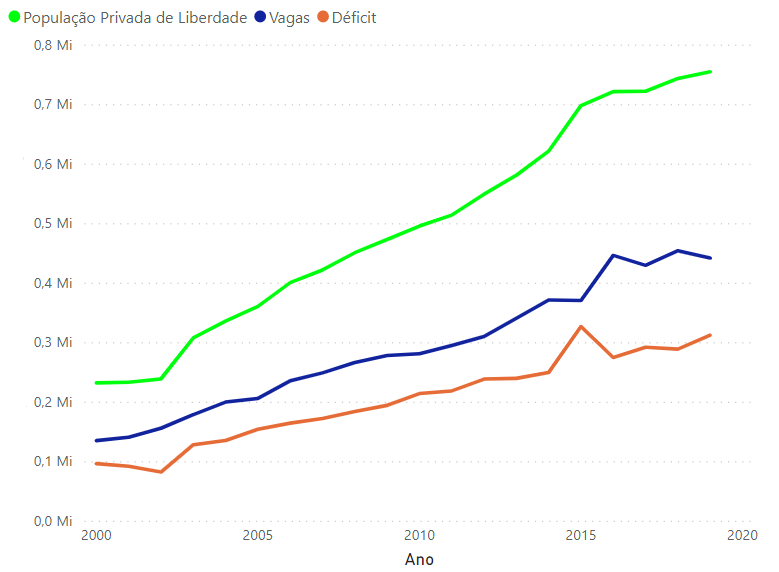 População Privada de Liberdade Vagas Déficit
0,8 Mi
0,7 Mi
0,6 Mi
0,5 Mi
0,4 Mi
0,3 Mi
0,2 Mi
0,1 Mi
0,0 Mi
2000 2005 2010 2015 2020
Ano